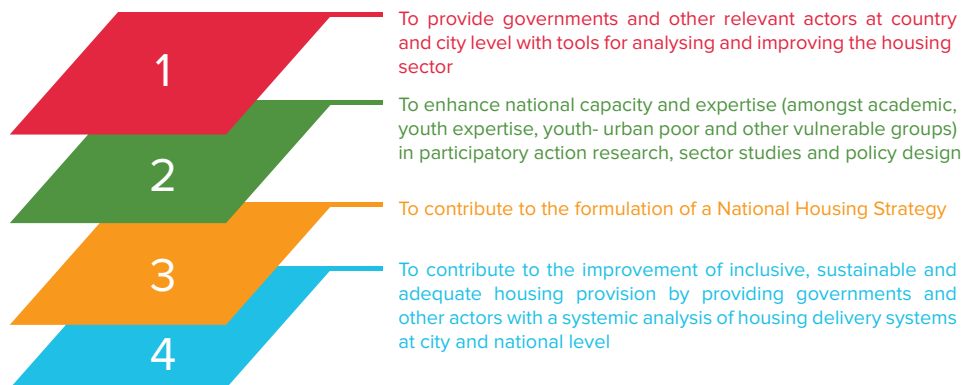 1
To provide governments and other relevant actors at country
and city level with tools for analysing and improving the housing
sector
2
To enhance national capacity and expertise (amongst academic,
youth expertise, youth- urban poor and other vulnerable groups)
in participatory action research, sector studies and policy design
3
To contribute to the formulation of a National Housing Strategy
4
To contribute to the improvement of inclusive, sustainable and
adequate housing provision by providing governments and
other actors with a systemic analysis of housing delivery systems
at city and national level